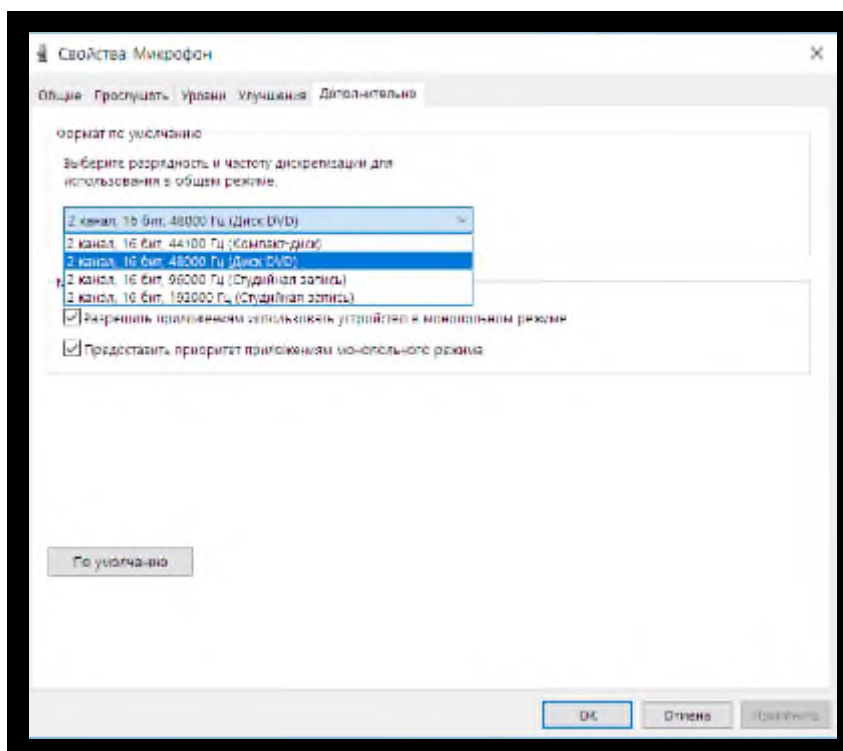 Свойства: Микрофон
Общие Прослушать Уровни Улучшения Дополнительно
Формат по умолчанию
Выберите разрядность и частоту дискретизации для
использования в общем режиме.
2 канал, 16 бит, 48000 Гц (Диск DVD)
2 канал, 16 бит, 44100 Гц (Компакт-диск)
2 канал, 16 бит, 48000 Гц (Диск DVD)
2 канал, 16 бит, 96000 Гц (Студийная запись)
2 канал, 16 бит, 192000 Гц (Студийная запись)
Разрешить приложениям использовать устройство в монопольном режиме
Предоставить приоритет приложениям монопольного режима
По умолчанию
ОК Отмена Применить